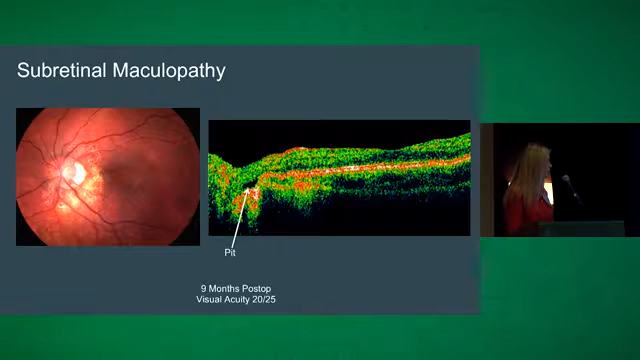 Subretinal Maculopathy
Pit
9 Months Postop
Visual Acuity 20/25